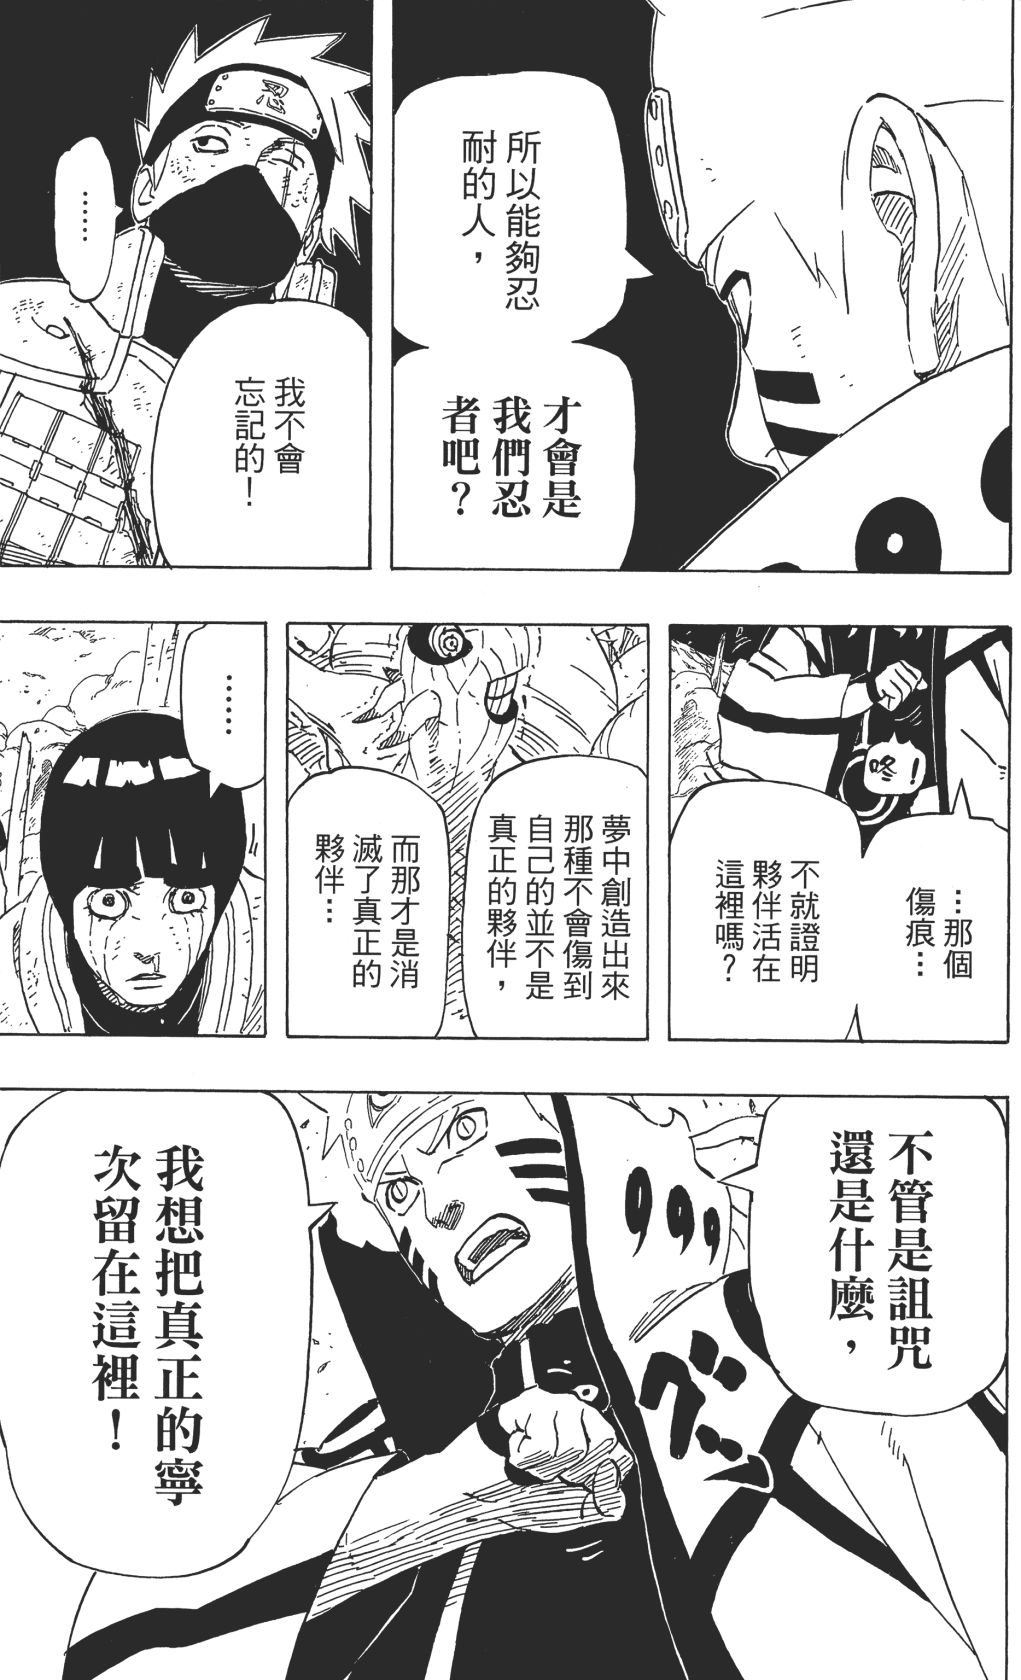 所以能夠忍
耐的人，
才會是
我們忍
者吧？
忍
……
我不會
忘記的！
咚！
…那個
傷痕…
不就證明
夥伴活在
這裡嗎？
夢中創造出來
那種不會傷到
自己的並不是
真正的夥伴，
而那才是消
滅了真正的
夥伴…
……
不管是詛咒
還是什麼，
グッ
我想把真正的寧
次留在這裡！